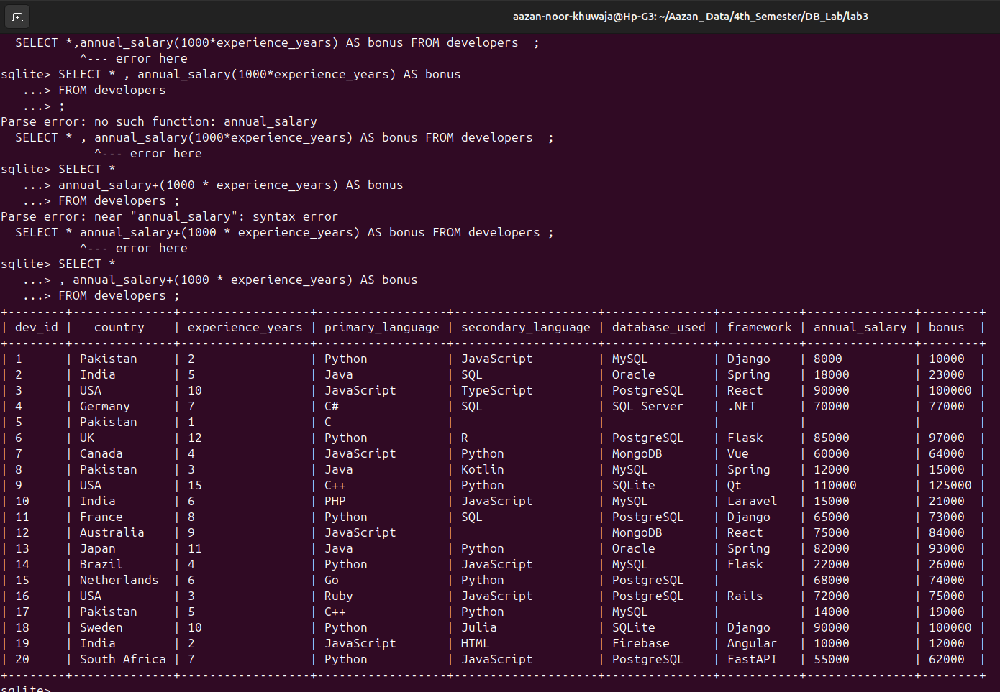 aazan-noor-khuwaja@Hp-G3: ~/Aazan_ Data/4th_Semester/DB_Lab/lab3
  SELECT *,annual_salary(1000*experience_years) AS bonus FROM developers  ;
           ^--- error here
sqlite> SELECT * , annual_salary(1000*experience_years) AS bonus
   ...> FROM developers
   ...> ;
Parse error: no such function: annual_salary
  SELECT * , annual_salary(1000*experience_years) AS bonus FROM developers  ;
             ^--- error here
sqlite> SELECT *
   ...> annual_salary+(1000 * experience_years) AS bonus
   ...> FROM developers ;
Parse error: near "annual_salary": syntax error
  SELECT * annual_salary+(1000 * experience_years) AS bonus FROM developers ;
           ^--- error here
sqlite> SELECT *
   ...> , annual_salary+(1000 * experience_years) AS bonus
   ...> FROM developers ;
+--------+--------------+------------------+------------------+--------------------+---------------+-----------+---------------+--------+
| dev_id |   country    | experience_years | primary_language | secondary_language | database_used | framework | annual_salary | bonus  |
+--------+--------------+------------------+------------------+--------------------+---------------+-----------+---------------+--------+
| 1      | Pakistan     | 2                | Python           | JavaScript         | MySQL         | Django    | 8000          | 10000  |
| 2      | India        | 5                | Java             | SQL                | Oracle        | Spring    | 18000         | 23000  |
| 3      | USA          | 10               | JavaScript       | TypeScript         | PostgreSQL    | React     | 90000         | 100000 |
| 4      | Germany      | 7                | C#               | SQL                | SQL Server    | .NET      | 70000         | 77000  |
| 5      | Pakistan     | 1                | C                |                    |               |           |               |        |
| 6      | UK           | 12               | Python           | R                  | PostgreSQL    | Flask     | 85000         | 97000  |
| 7      | Canada       | 4                | JavaScript       | Python             | MongoDB       | Vue       | 60000         | 64000  |
| 8      | Pakistan     | 3                | Java             | Kotlin             | MySQL         | Spring    | 12000         | 15000  |
| 9      | USA          | 15               | C++              | Python             | SQLite        | Qt        | 110000        | 125000 |
| 10     | India        | 6                | PHP              | JavaScript         | MySQL         | Laravel   | 15000         | 21000  |
| 11     | France       | 8                | Python           | SQL                | PostgreSQL    | Django    | 65000         | 73000  |
| 12     | Australia    | 9                | JavaScript       |                    | MongoDB       | React     | 75000         | 84000  |
| 13     | Japan        | 11               | Java             | Python             | Oracle        | Spring    | 82000         | 93000  |
| 14     | Brazil       | 4                | Python           | JavaScript         | MySQL         | Flask     | 22000         | 26000  |
| 15     | Netherlands  | 6                | Go               | Python             | PostgreSQL    |           | 68000         | 74000  |
| 16     | USA          | 3                | Ruby             | JavaScript         | PostgreSQL    | Rails     | 72000         | 75000  |
| 17     | Pakistan     | 5                | C++              | Python             | MySQL         |           | 14000         | 19000  |
| 18     | Sweden       | 10               | Python           | Julia              | SQLite        | Django    | 90000         | 100000 |
| 19     | India        | 2                | JavaScript       | HTML               | Firebase      | Angular   | 10000         | 12000  |
| 20     | South Africa | 7                | Python           | JavaScript         | PostgreSQL    | FastAPI   | 55000         | 62000  |
+--------+--------------+------------------+------------------+--------------------+---------------+-----------+---------------+--------+
sqlite>